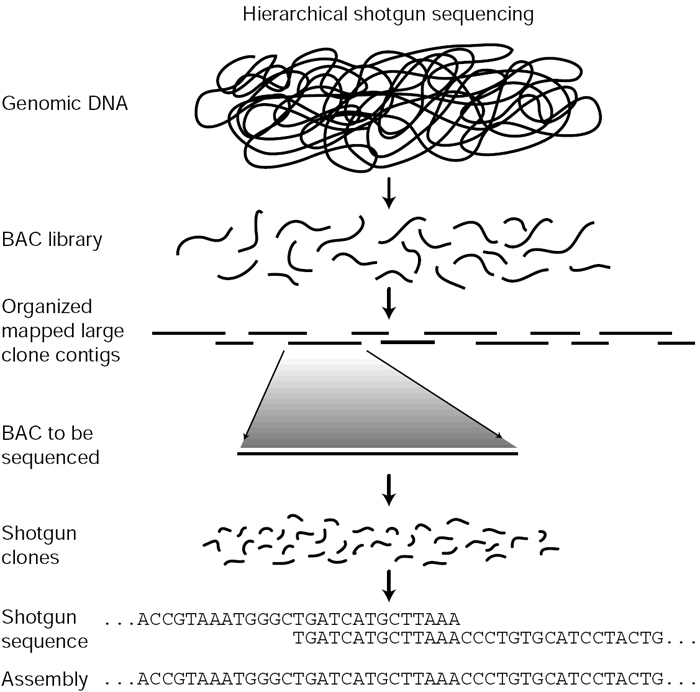 Hierarchical shotgun sequencing
Genomic DNA
BAC library
Organized
mapped large
clone contigs
BAC to be
sequenced
Shotgun
clones
Shotgun
sequence
...ACCGTAAATGGGCTGATCATGCTTAAA
TGATCATGCTTAAACCCTGTGCATCCTACTG...
Assembly
...ACCGTAAATGGGCTGATCATGCTTAAACCCTGTGCATCCTACTG...